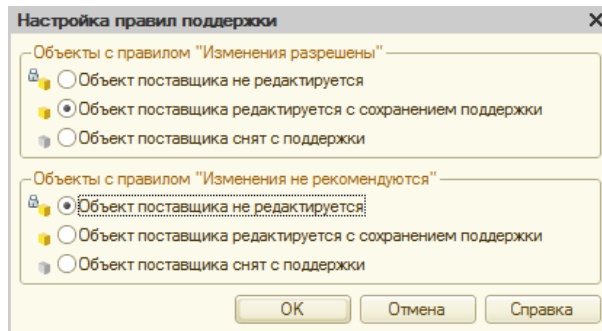 Настройка правил поддержки
Объекты с правилом "Изменения разрешены"
Объект поставщика не редактируется
Объект поставщика редактируется с сохранением поддержки
Объект поставщика снят с поддержки
Объекты с правилом "Изменения не рекомендуются"
Объект поставщика не редактируется
Объект поставщика редактируется с сохранением поддержки
Объект поставщика снят с поддержки
OK Отмена Справка